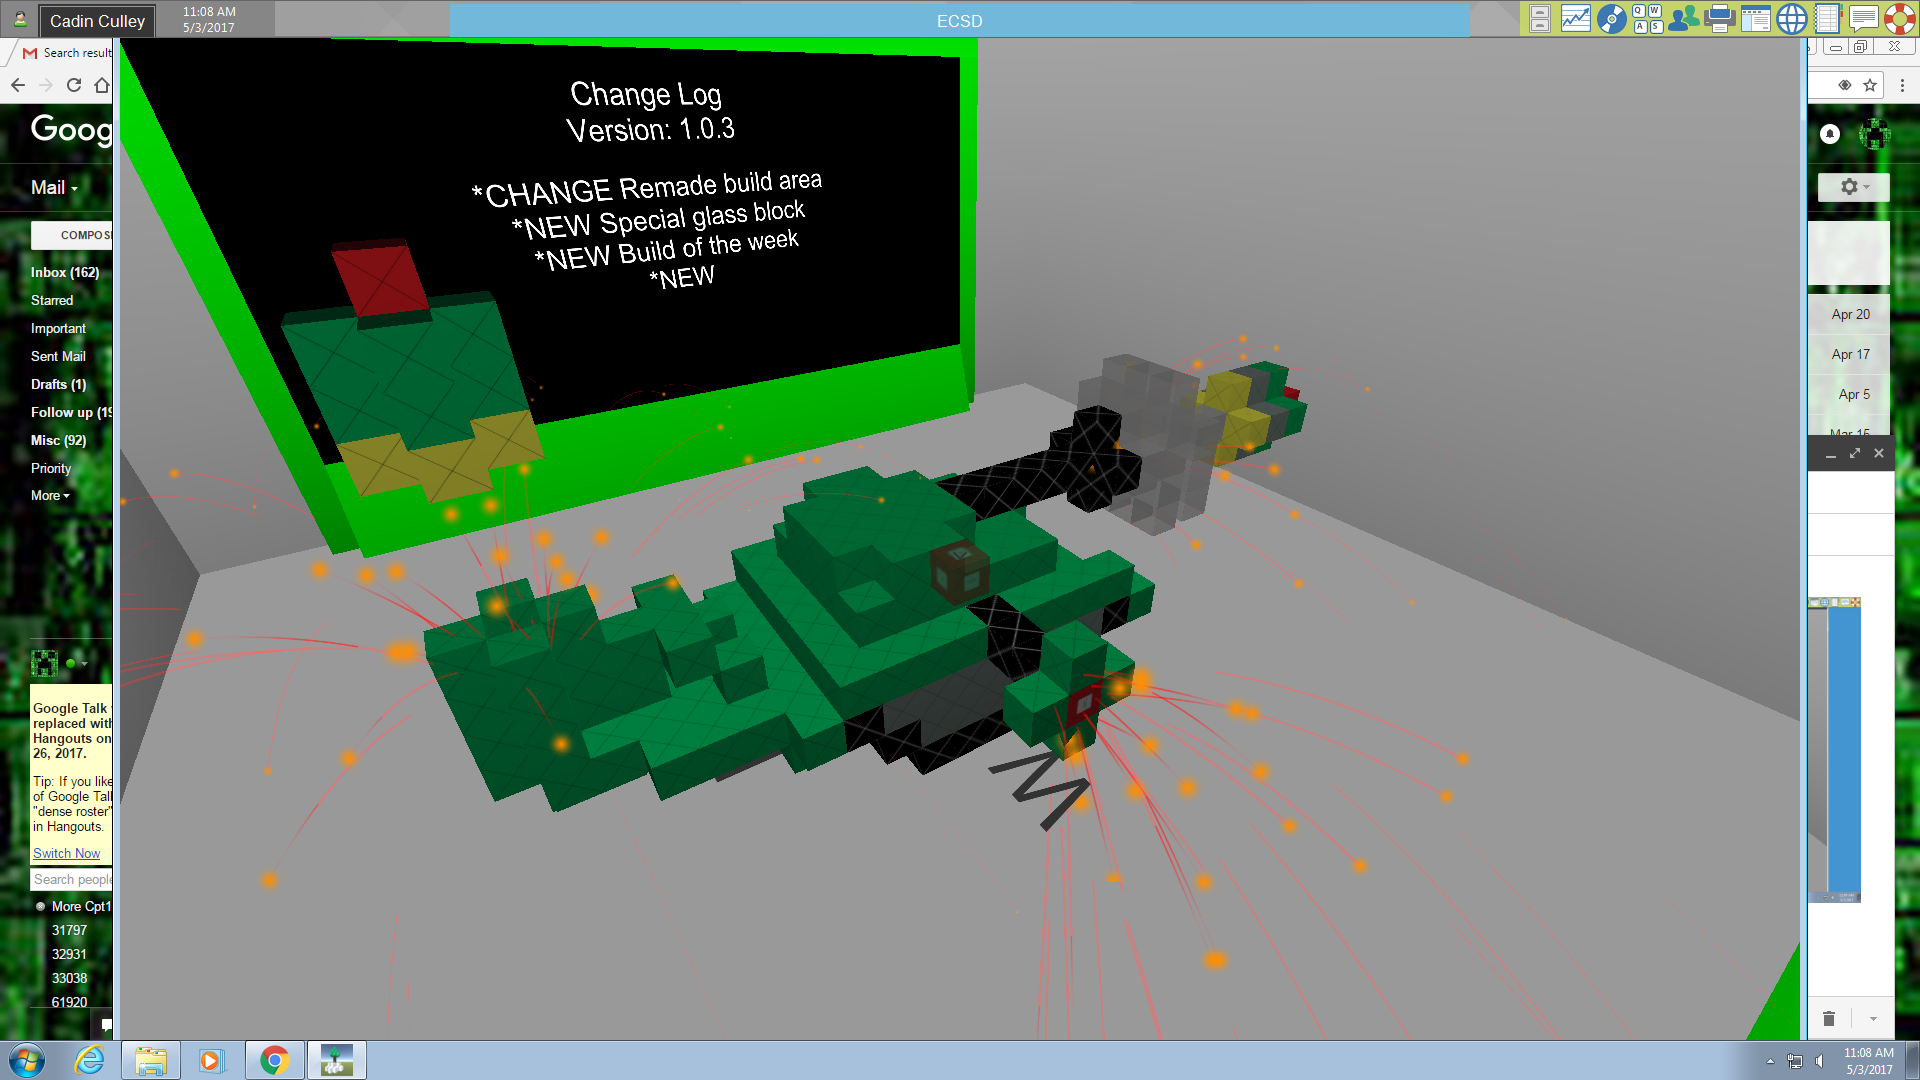 Cadin Culley
11:08 AM
5/3/2017
ECSD
Q W
A S
Search result
Goog
Mail
COMPOS
Inbox (162)
Starred
Important
Sent Mail
Drafts (1)
Follow up (19
Misc (92)
Priority
More
Change Log
Version: 1.0.3
*CHANGE Remade build area
*NEW Special glass block
*NEW Build of the week
*NEW
M
Apr 20
Apr 17
Apr 5
Mar 15
Google Talk
replaced with
Hangouts on
26, 2017.
Tip: If you like
of Google Tal
"dense roster"
in Hangouts.
Switch Now
Search people
More Cpt1
31797
32931
33038
61920
11:08 AM
5/3/2017